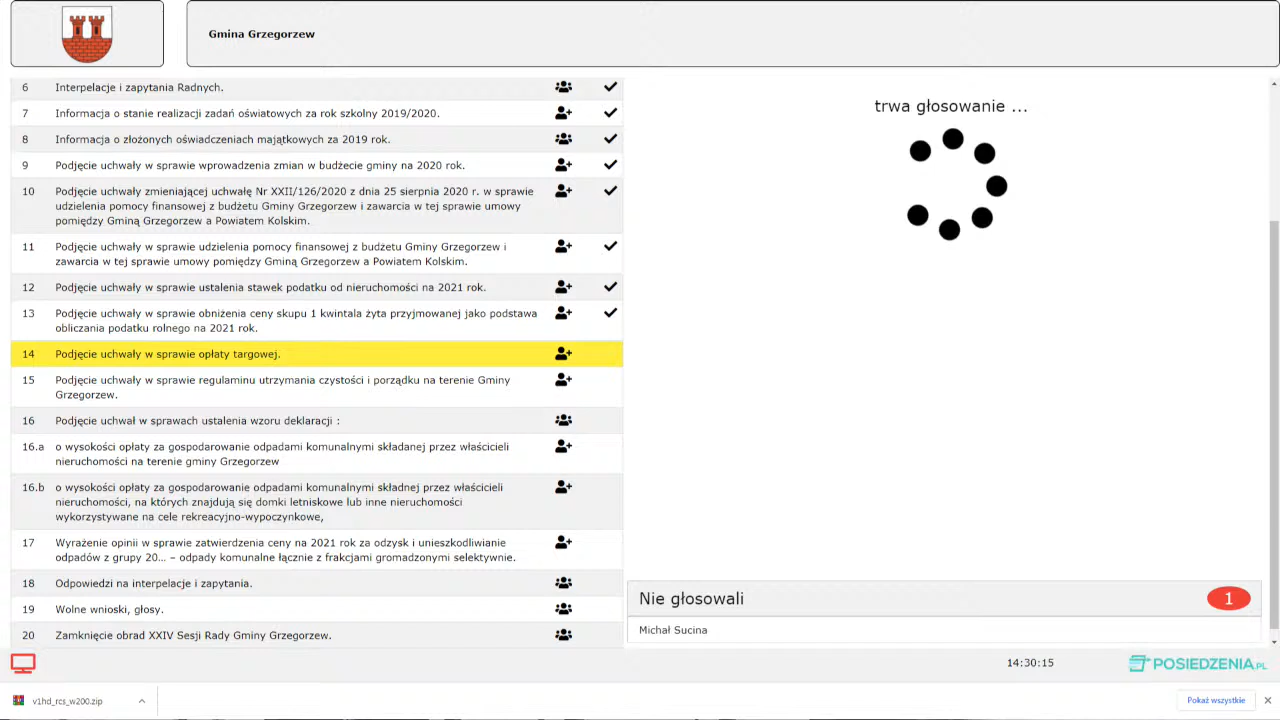 Gmina Grzegorzew
6 Interpelacje i zapytania Radnych.
7 Informacja o stanie realizacji zadań oświatowych za rok szkolny 2019/2020.
8 Informacja o złożonych oświadczeniach majątkowych za 2019 rok.
9 Podjęcie uchwały w sprawie wprowadzenia zmian w budżecie gminy na 2020 rok.
10 Podjęcie uchwały zmieniającej uchwałę Nr XXII/126/2020 z dnia 25 sierpnia 2020 r. w sprawie
udzielenia pomocy finansowej z budżetu Gminy Grzegorzew i zawarcia w tej sprawie umowy
pomiędzy Gminą Grzegorzew a Powiatem Kolskim.
11 Podjęcie uchwały w sprawie udzielenia pomocy finansowej z budżetu Gminy Grzegorzew i
zawarcia w tej sprawie umowy pomiędzy Gminą Grzegorzew a Powiatem Kolskim.
12 Podjęcie uchwały w sprawie ustalenia stawek podatku od nieruchomości na 2021 rok.
13 Podjęcie uchwały w sprawie obniżenia ceny skupu 1 kwintala żyta przyjmowanej jako podstawa
obliczania podatku rolnego na 2021 rok.
14 Podjęcie uchwały w sprawie opłaty targowej.
15 Podjęcie uchwały w sprawie regulaminu utrzymania czystości i porządku na terenie Gminy
Grzegorzew.
16 Podjęcie uchwał w sprawach ustalenia wzoru deklaracji :
16.a o wysokości opłaty za gospodarowanie odpadami komunalnymi składanej przez właścicieli
nieruchomości na terenie gminy Grzegorzew
16.b o wysokości opłaty za gospodarowanie odpadami komunalnymi składnej przez właścicieli
nieruchomości, na których znajdują się domki letniskowe lub inne nieruchomości
wykorzystywane na cele rekreacyjno-wypoczynkowe,
17 Wyrażenie opinii w sprawie zatwierdzenia ceny na 2021 rok za odzysk i unieszkodliwianie
odpadów z grupy 20... – odpady komunalne łącznie z frakcjami gromadzonymi selektywnie.
18 Odpowiedzi na interpelacje i zapytania.
19 Wolne wnioski, głosy.
20 Zamknięcie obrad XXIV Sesji Rady Gminy Grzegorzew.
trwa głosowanie ...
Nie głosowali 1
Michał Sucina
14:30:15
POSIEDZENIA.PL
v1hd_rcs_w200.zip
Pokaż wszystkie